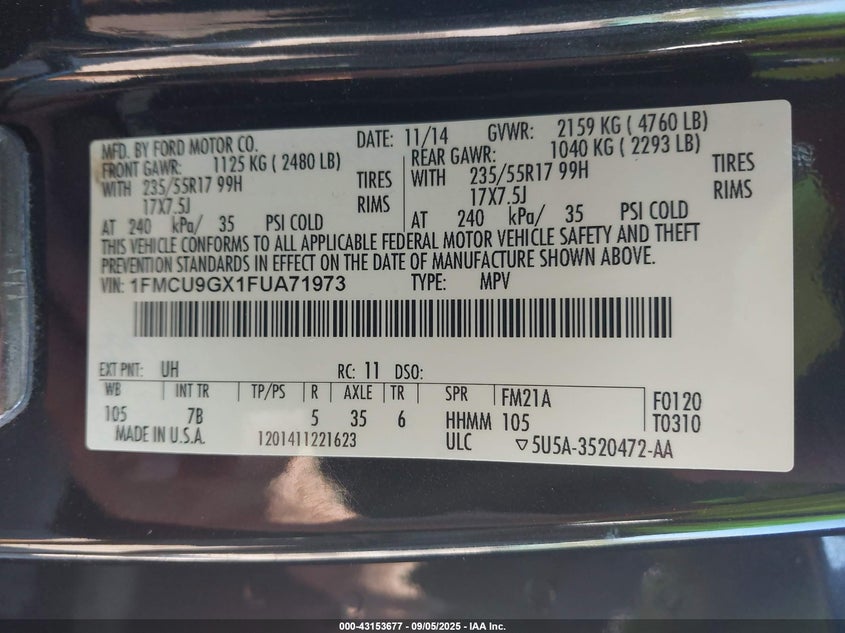 MFD. BY FORD MOTOR CO. DATE: 11/14 GVWR: 2159 KG ( 4760 LB)
FRONT GAWR: 1125 KG ( 2480 LB) REAR GAWR: 1040 KG ( 2293 LB)
WITH 235/55R17 99H TIRES WITH 235/55R17 99H TIRES
17X7.5J RIMS 17X7.5J RIMS
AT 240 kPa/ 35 PSI COLD AT 240 kPa/ 35 PSI COLD
THIS VEHICLE CONFORMS TO ALL APPLICABLE FEDERAL MOTOR VEHICLE SAFETY AND THEFT
PREVENTION STANDARDS IN EFFECT ON THE DATE OF MANUFACTURE SHOWN ABOVE.
VIN: 1FMCU9GX1FUA71973 TYPE: MPV
EXT PNT: UH RC: 11 DSO:
WB INT TR TP/PS R AXLE TR SPR FM21A F0120
105 7B 5 35 6 HHMM 105 T0310
MADE IN U.S.A. 1201411221623 ULC ▽5U5A-3520472-AA
000-43153677 - 09/05/2025 - IAA Inc.